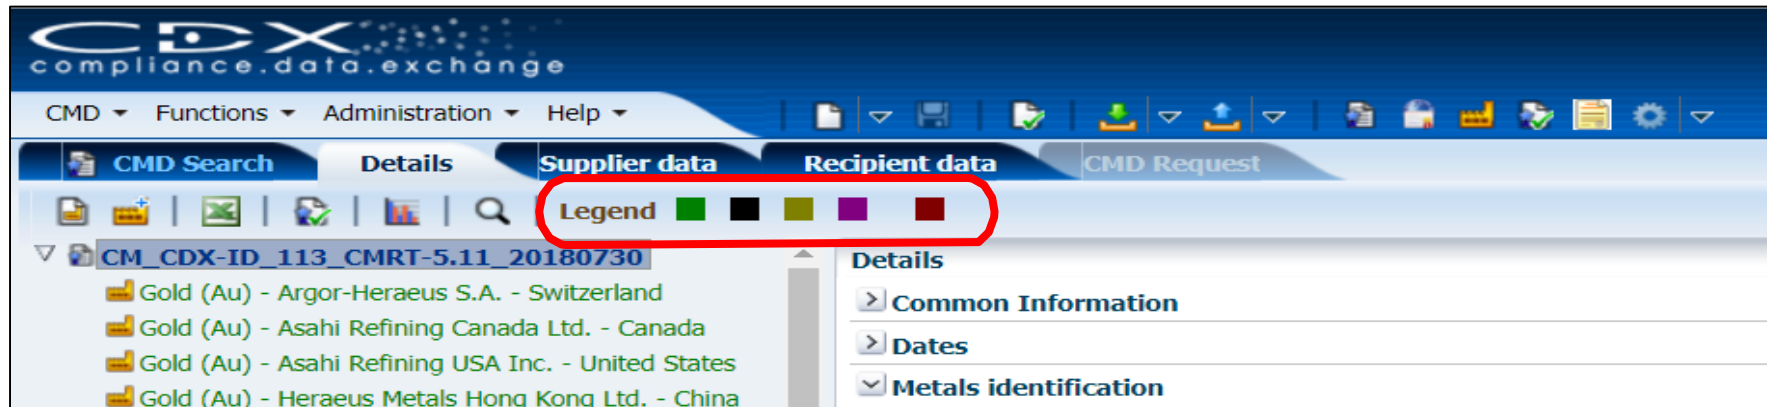 CDX
compliance.data.exchange
CMD Functions Administration Help
CMD Search Details Supplier data Recipient data CMD Request
Legend
CM_CDX-ID_113_CMRT-5.11_20180730
Details
Gold (Au) - Argor-Heraeus S.A. - Switzerland
Common Information
Gold (Au) - Asahi Refining Canada Ltd. - Canada
Dates
Gold (Au) - Asahi Refining USA Inc. - United States
Metals identification
Gold (Au) - Heraeus Metals Hong Kong Ltd. - China